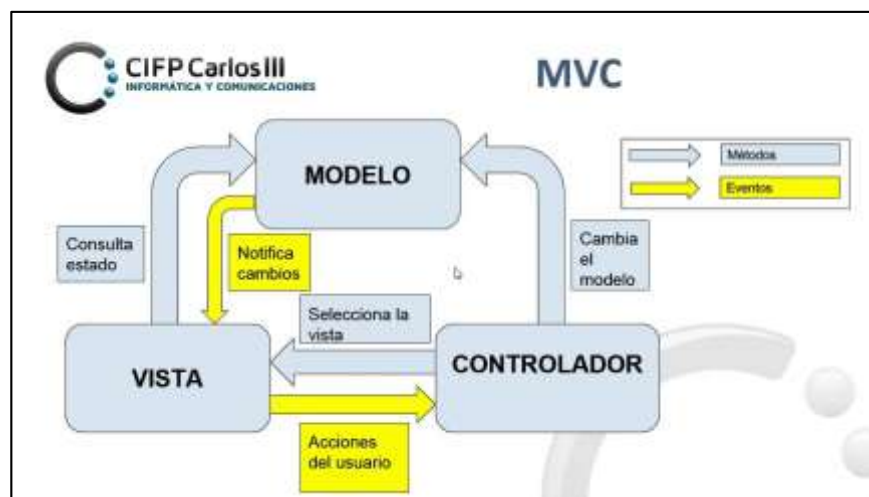 CIFP Carlos III
INFORMÁTICA Y COMUNICACIONES
MVC
MODELO
Métodos
Eventos
Consulta
estado
Notifica
cambios
Cambia
el
modelo
Selecciona la
vista
VISTA
CONTROLADOR
Acciones
del usuario